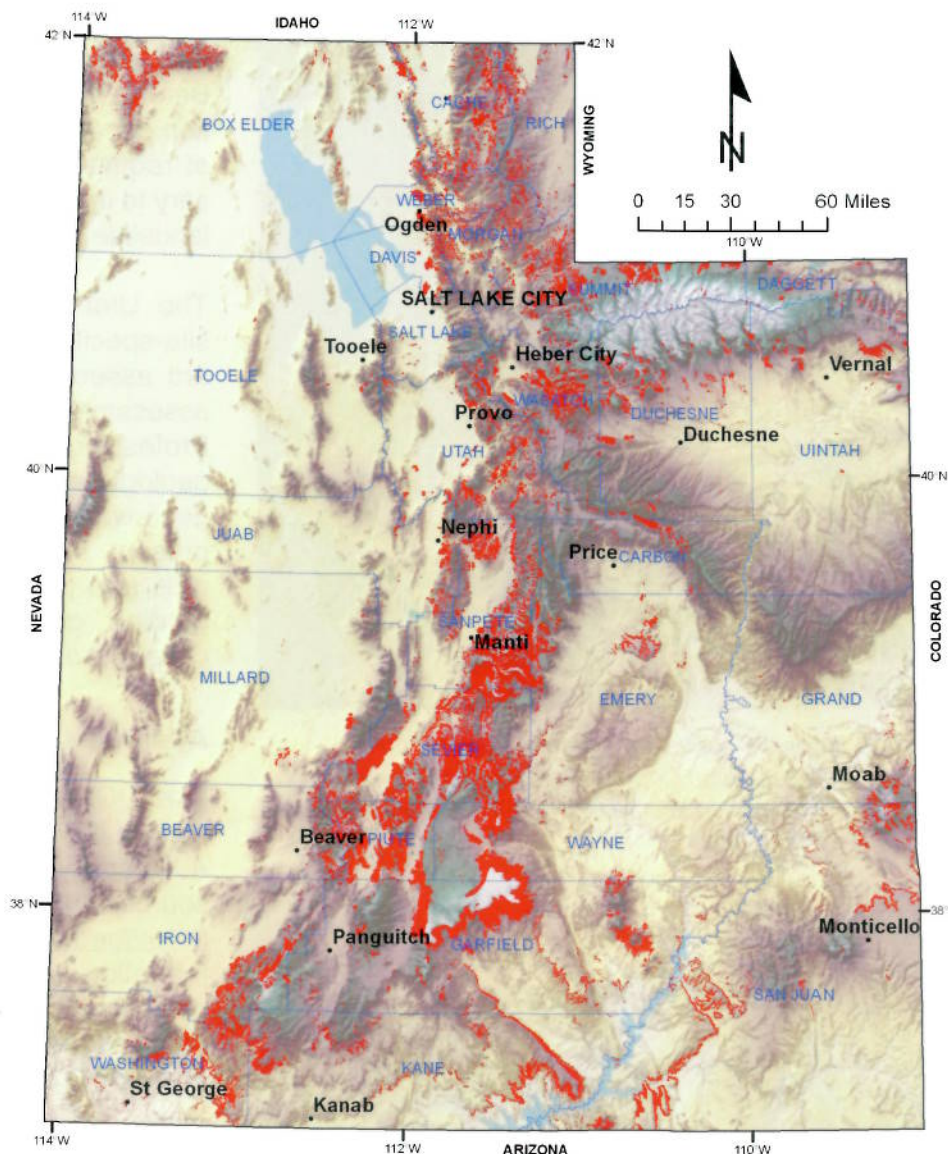 114°W
IDAHO
112°W
42°N
42°N
CACHE
BOX ELDER
RICH
WYOMING
N
0 15 30 60 Miles
WEBER
Ogden
MORGAN
110°W
DAVIS
SUMMIT
DAGGETT
SALT LAKE CITY
SALT LAKE
Tooele
Heber City
Vernal
TOOELE
WASATCH
Provo
DUCHESNE
Duchesne
UTAH
UINTAH
40°N
40°N
Nephi
JUAB
Price
CARBON
NEVADA
COLORADO
SANPETE
Manti
MILLARD
EMERY
GRAND
SEVIER
Moab
BEAVER
Beaver
PIUTE
WAYNE
38°N
38°
Monticello
IRON
Panguitch
GARFIELD
SAN JUAN
WASHINGTON
KANE
St George
Kanab
114°W
112°W
ARIZONA
110°W